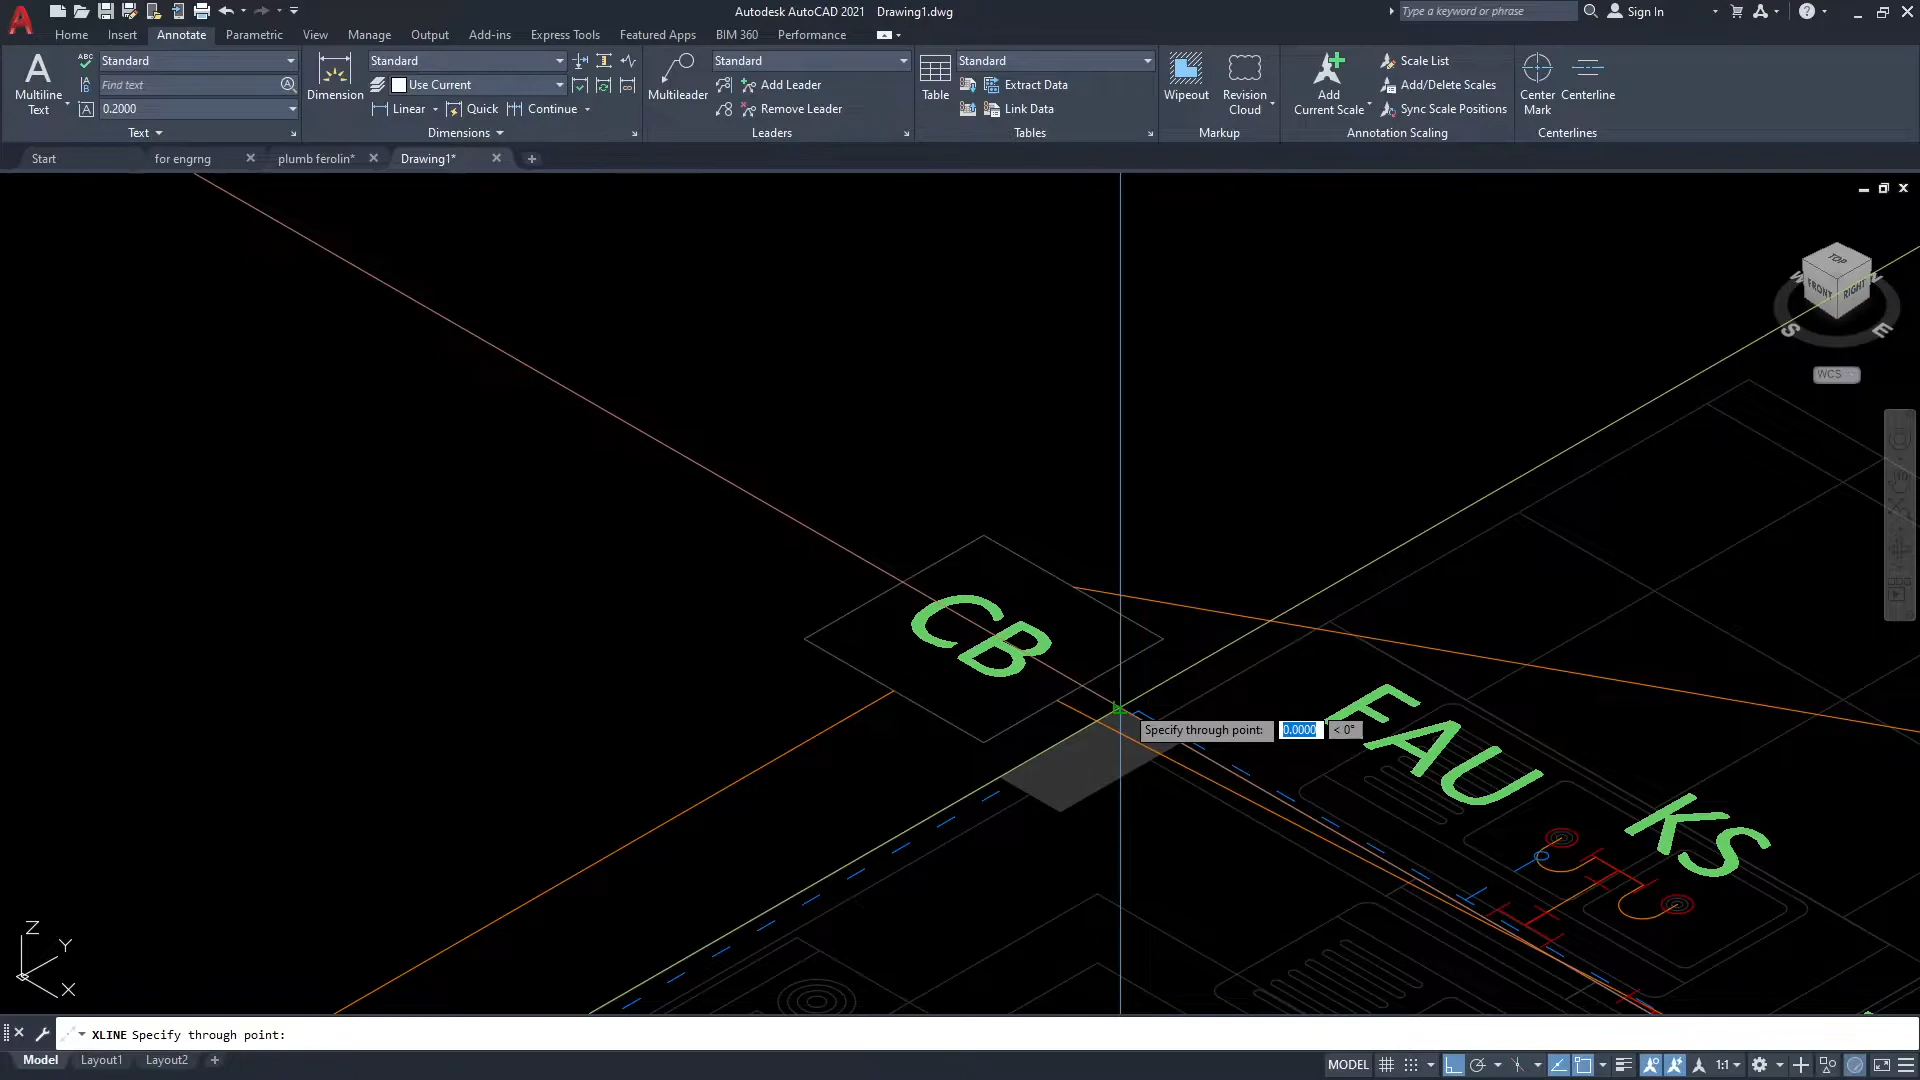 Autodesk AutoCAD 2021 Drawing1.dwg
Type a keyword or phrase
Sign In
Home Insert Annotate Parametric View Manage Output Add-ins Express Tools Featured Apps BIM 360 Performance
A Multiline Text
ABC Standard
Find text
0.2000
Text
Dimension
Standard
Use Current
Linear Quick Continue
Dimensions
Multileader
Standard
Add Leader
Remove Leader
Leaders
Table
Standard
Extract Data
Link Data
Tables
Wipeout
Revision Cloud
Markup
Add Current Scale
Scale List
Add/Delete Scales
Sync Scale Positions
Annotation Scaling
Center Mark
Centerline
Centerlines
Start for engrng plumb ferolin* Drawing1*
TOP
W N
FRONT RIGHT
S E
WCS
CB
Specify through point: 0.0000 < 0°
FAU KS
Z
Y
X
XLINE Specify through point:
Model Layout1 Layout2
MODEL 1:1